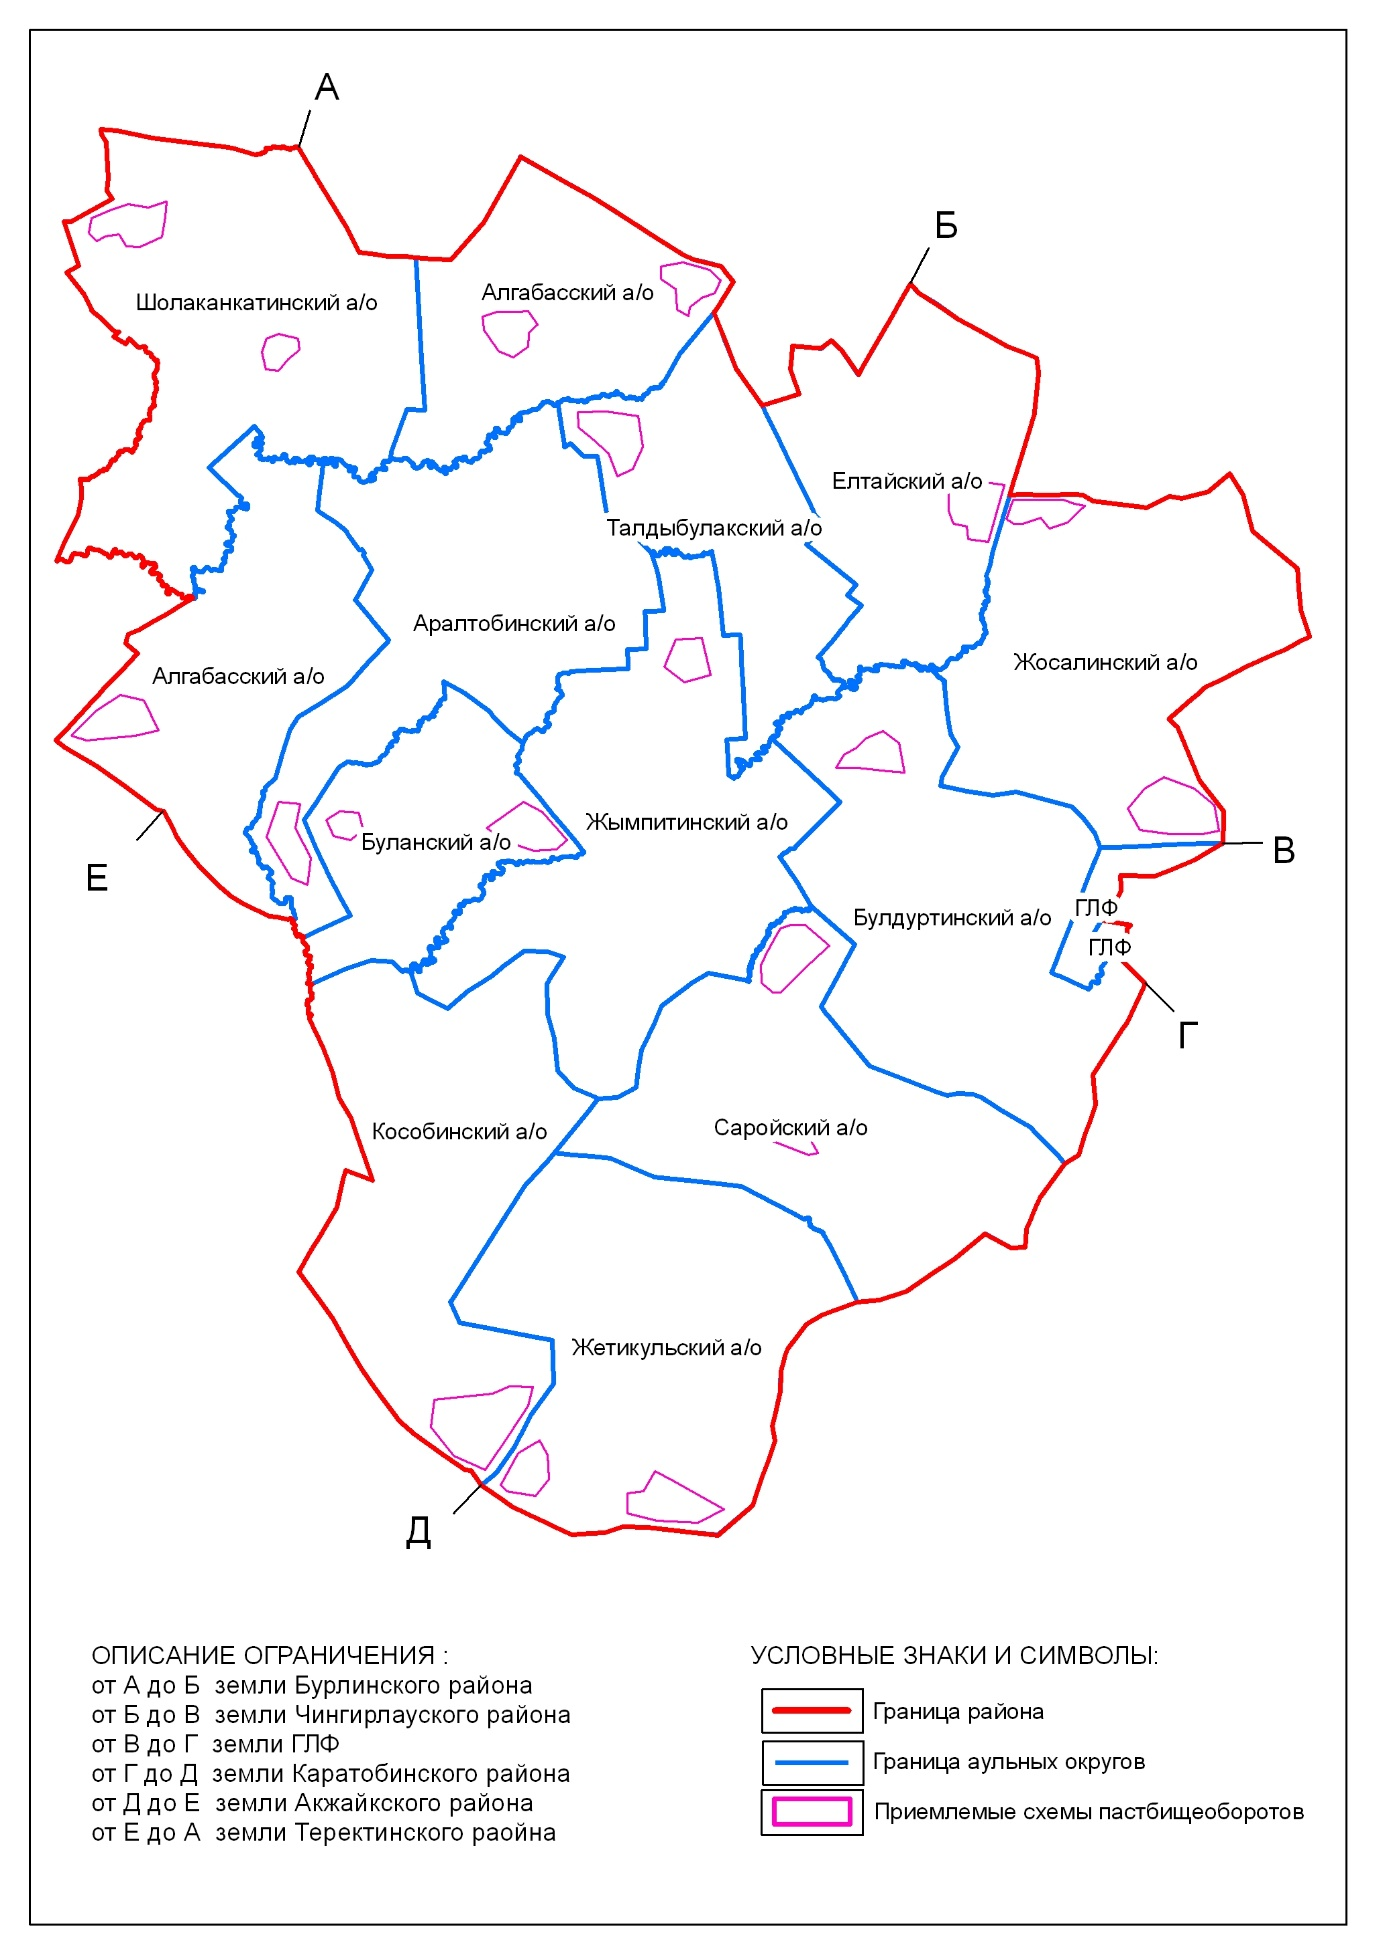 А
Б
Шолаканкатинский а/о
Алгабасский а/о
Елтайский а/о
Талдыбулакский а/о
Аралтобинский а/о
Жосалинский а/о
Алгабасский а/о
Жымпитинский а/о
Буланский а/о
В
Е
ГЛФ
Булдуртинский а/о
ГЛФ
Г
Саройский а/о
Кособинский а/о
Жетикульский а/о
Д
ОПИСАНИЕ ОГРАНИЧЕНИЯ :
от А до Б земли Бурлинского района
от Б до В земли Чингирлауского района
от В до Г земли ГЛФ
от Г до Д земли Каратобинского района
от Д до Е земли Акжайкского района
от Е до А земли Теректинского раойна
УСЛОВНЫЕ ЗНАКИ И СИМВОЛЫ:
Граница района
Граница аульных округов
Приемлемые схемы пастбищеоборотов